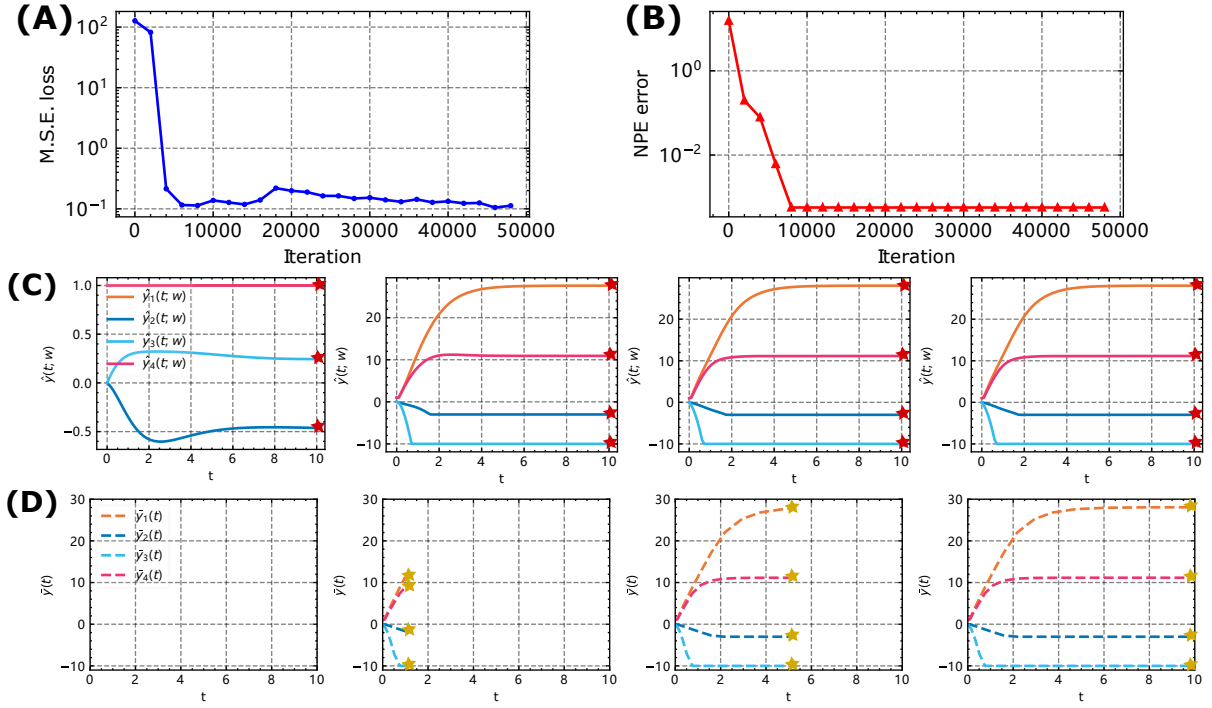 (A)
(B)
10²
10¹
10⁰
10⁻¹
M.S.E. loss
0 10000 20000 30000 40000 50000
Iteration
10⁰
10⁻²
NPE error
0 10000 20000 30000 40000 50000
Iteration
(C)
1.0
0.5
0.0
−0.5
ŷ(t; w)
ŷ₁(t; w)
ŷ₂(t; w)
ŷ₃(t; w)
ŷ₄(t; w)
0 2 4 6 8 10
t
20
10
0
−10
ŷ(t; w)
0 2 4 6 8 10
t
20
10
0
−10
ŷ(t; w)
0 2 4 6 8 10
t
20
10
0
−10
ŷ(t; w)
0 2 4 6 8 10
t
(D)
30
20
10
0
−10
ȳ(t)
ȳ₁(t)
ȳ₂(t)
ȳ₃(t)
ȳ₄(t)
0 2 4 6 8 10
t
30
20
10
0
−10
ȳ(t)
0 2 4 6 8 10
t
30
20
10
0
−10
ȳ(t)
0 2 4 6 8 10
t
30
20
10
0
−10
ȳ(t)
0 2 4 6 8 10
t